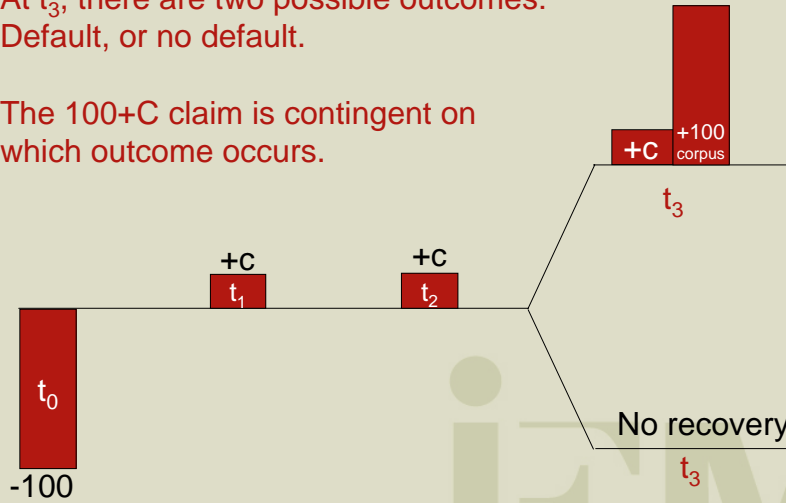 At t₃, there are two possible outcomes:
Default, or no default.
The 100+C claim is contingent on
which outcome occurs.
+c
+100
corpus
t₃
+c
+c
t₁
t₂
t₀
No recovery
t₃
-100